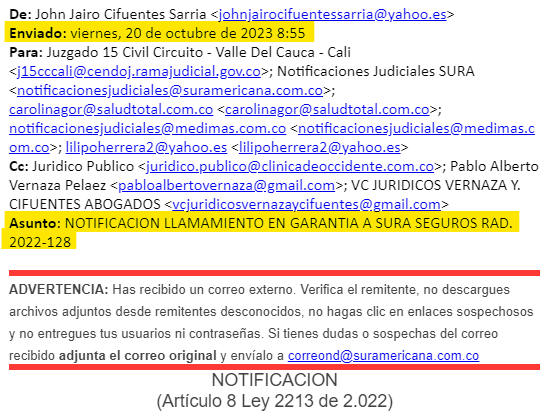 De: John Jairo Cifuentes Sarria <johnjairocifuentessarria@yahoo.es>
Enviado: viernes, 20 de octubre de 2023 8:55
Para: Juzgado 15 Civil Circuito - Valle Del Cauca - Cali
<j15cccali@cendoj.ramajudicial.gov.co>; Notificaciones Judiciales SURA
<notificacionesjudiciales@suramericana.com.co>;
carolinagor@saludtotal.com.co <carolinagor@saludtotal.com.co>;
notificacionesjudiciales@medimas.com.co <notificacionesjudiciales@medimas.c
om.co>; lilipoherrera2@yahoo.es <lilipoherrera2@yahoo.es>
Cc: Juridico Publico <juridico.publico@clinicadeoccidente.com.co>; Pablo Alberto
Vernaza Pelaez <pabloalbertovernaza@gmail.com>; VC JURIDICOS VERNAZA Y.
CIFUENTES ABOGADOS <vcjuridicosvernazaycifuentes@gmail.com>
Asunto: NOTIFICACION LLAMAMIENTO EN GARANTIA A SURA SEGUROS RAD.
2022-128
ADVERTENCIA: Has recibido un correo externo. Verifica el remitente, no descargues
archivos adjuntos desde remitentes desconocidos, no hagas clic en enlaces sospechosos
y no entregues tus usuarios ni contraseñas. Si tienes dudas o sospechas del correo
recibido adjunta el correo original y envíalo a correond@suramericana.com.co
NOTIFICACION
(Artículo 8 Ley 2213 de 2.022)